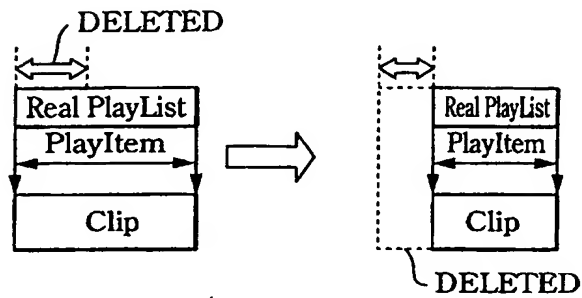 DELETED
Real PlayList
PlayItem
Clip
Real PlayList
PlayItem
Clip
DELETED